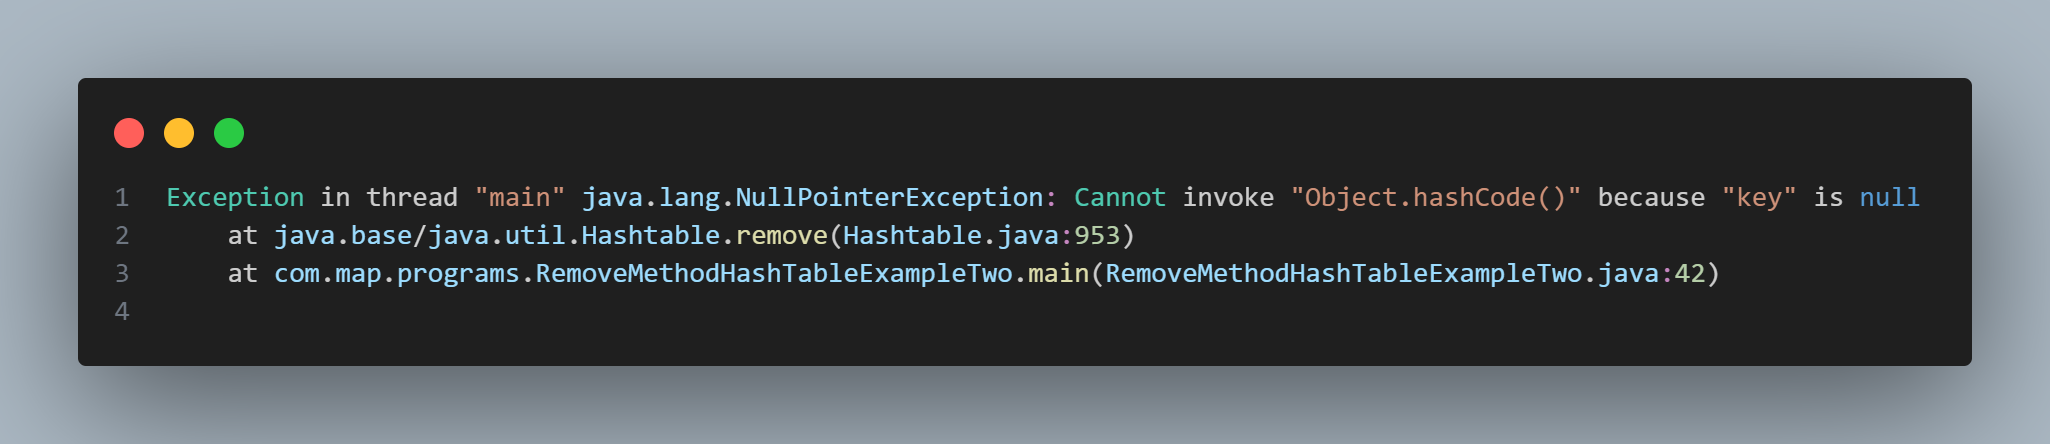 1 Exception in thread "main" java.lang.NullPointerException: Cannot invoke "Object.hashCode()" because "key" is null
2     at java.base/java.util.Hashtable.remove(Hashtable.java:953)
3     at com.map.programs.RemoveMethodHashTableExampleTwo.main(RemoveMethodHashTableExampleTwo.java:42)
4